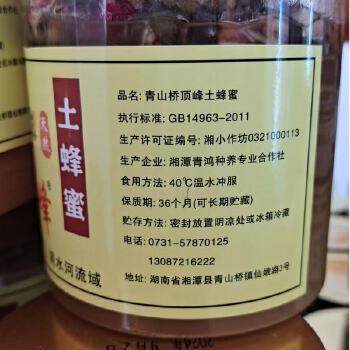 品名: 青山桥顶峰土蜂蜜
执行标准: GB14963-2011
生产许可证编号: 湘小作坊0321000113
生产企业: 湘潭青鸿种养专业合作社
食用方法: 40℃温水冲服
保质期: 36个月(可长期贮藏)
贮存方法: 密封放置阴凉处或冰箱冷藏
电话: 0731-57870125
13087216222
地址: 湖南省湘潭县青山桥镇仙娥路3号
天然
土蜂蜜
水河流域